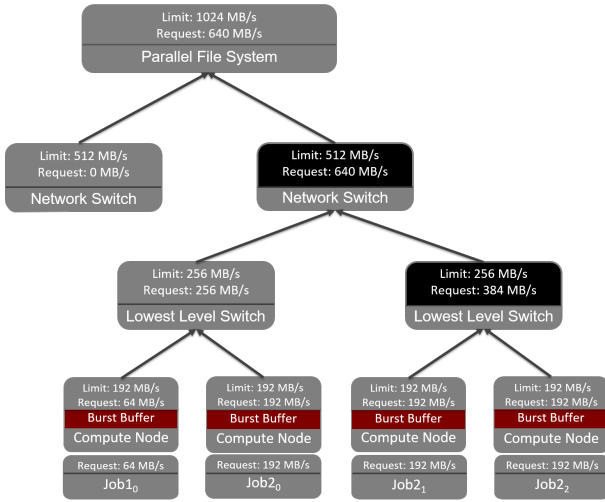 Limit: 1024 MB/s
Request: 640 MB/s
Parallel File System
Limit: 512 MB/s
Request: 0 MB/s
Network Switch
Limit: 512 MB/s
Request: 640 MB/s
Network Switch
Limit: 256 MB/s
Request: 256 MB/s
Lowest Level Switch
Limit: 256 MB/s
Request: 384 MB/s
Lowest Level Switch
Limit: 192 MB/s
Request: 64 MB/s
Burst Buffer
Compute Node
Request: 64 MB/s
Job1₀
Limit: 192 MB/s
Request: 192 MB/s
Burst Buffer
Compute Node
Request: 192 MB/s
Job2₀
Limit: 192 MB/s
Request: 192 MB/s
Burst Buffer
Compute Node
Request: 192 MB/s
Job2₁
Limit: 192 MB/s
Request: 192 MB/s
Burst Buffer
Compute Node
Request: 192 MB/s
Job2₂